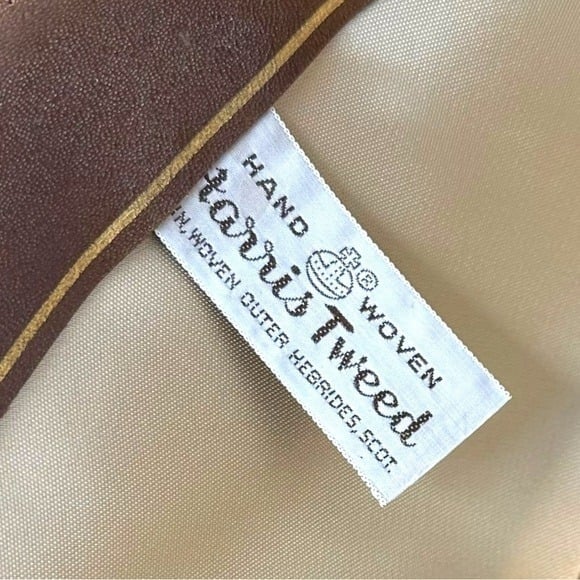 HAND WOVEN
®
Harris Tweed
N, WOVEN OUTER HEBRIDES, SCOT.